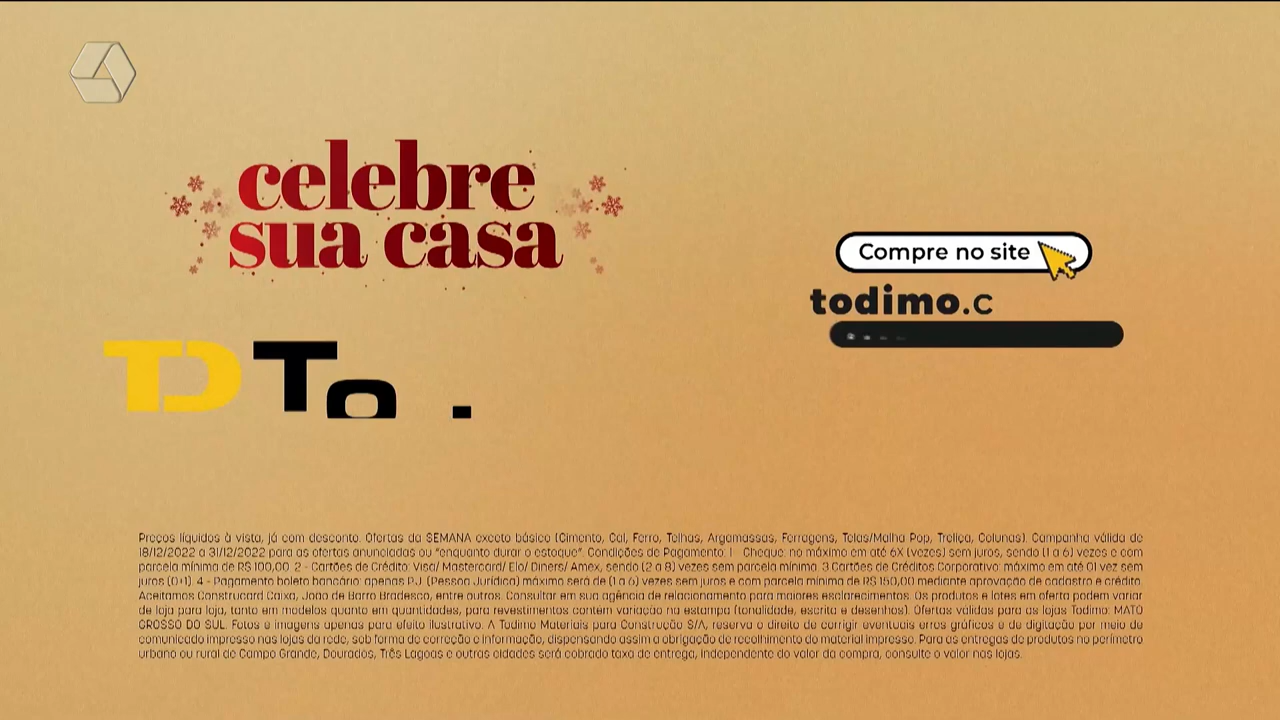 celebre
sua casa
Compre no site
todimo.c
TD To
Preços líquidos à vista, já com desconto. Ofertas da SEMANA exceto básico (Cimento, Cal, Ferro, Telhas, Argamassas, Ferragens, Telas/Malha Pop, Treliça, Colunas). Campanha válida de
18/12/2022 a 31/12/2022 para as ofertas anunciadas ou "enquanto durar o estoque". Condições de Pagamento: 1 - Cheque: no máximo em até 6X (vezes) sem juros, sendo (1 a 6) vezes e com
parcela mínima de R$ 100,00. 2 - Cartões de Crédito: Visa/ Mastercard/ Elo/ Diners/ Amex, sendo (2 a 8) vezes sem parcela mínima. 3 Cartões de Créditos Corporativo: máximo em até 01 vez sem
juros (D+1). 4 - Pagamento boleto bancário: apenas PJ. (Pessoa Jurídica) máximo será de (1 a 6) vezes sem juros e com parcela mínima de R$ 150,00 mediante aprovação de cadastro e crédito.
Aceitamos Construcard Caixa, João de Barro Bradesco, entre outros. Consultar em sua agência de relacionamento para maiores esclarecimentos. Os produtos e lotes em oferta podem variar
de loja para loja, tanto em modelos quanto em quantidades, para revestimentos contém variação na estampa (tonalidade, escrita e desenhos). Ofertas válidas para as lojas Todimo: MATO
GROSSO DO SUL. Fotos e imagens apenas para efeito ilustrativo. A Todimo Materiais para Construção S/A, reserva o direito de corrigir eventuais erros gráficos e de digitação por meio de
comunicado impresso nas lojas da rede, sob forma de correção e informação, dispensando assim a obrigação de recolhimento do material impresso. Para as entregas de produtos no perímetro
urbano ou rural de Campo Grande, Dourados, Três Lagoas e outras cidades será cobrado taxa de entrega, independente do valor da compra, consulte o valor nas lojas.